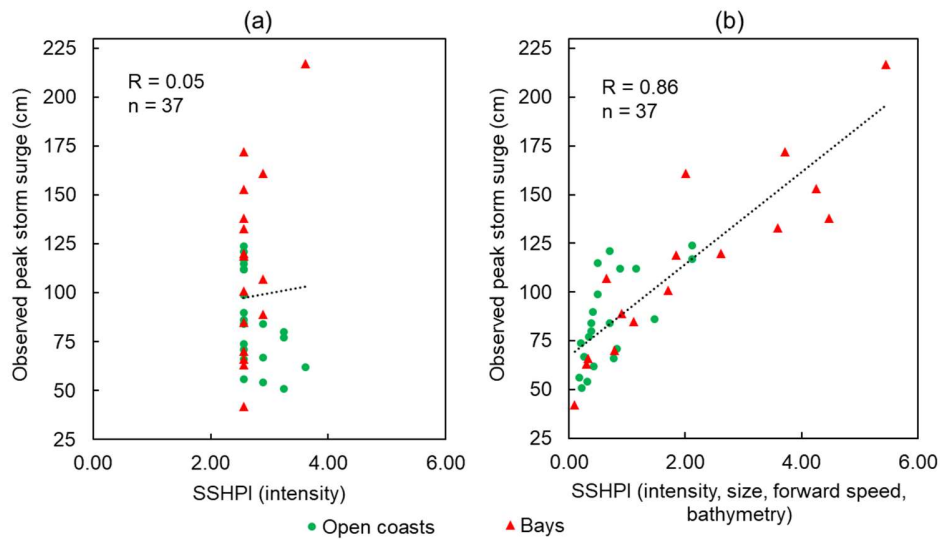 (a)
225
200
175
150
125
100
75
50
25
Observed peak storm surge (cm)
R = 0.05
n = 37
0.00 2.00 4.00 6.00
SSHPI (intensity)
(b)
225
200
175
150
125
100
75
50
25
Observed peak storm surge (cm)
R = 0.86
n = 37
0.00 2.00 4.00 6.00
SSHPI (intensity, size, forward speed,
bathymetry)
Open coasts Bays